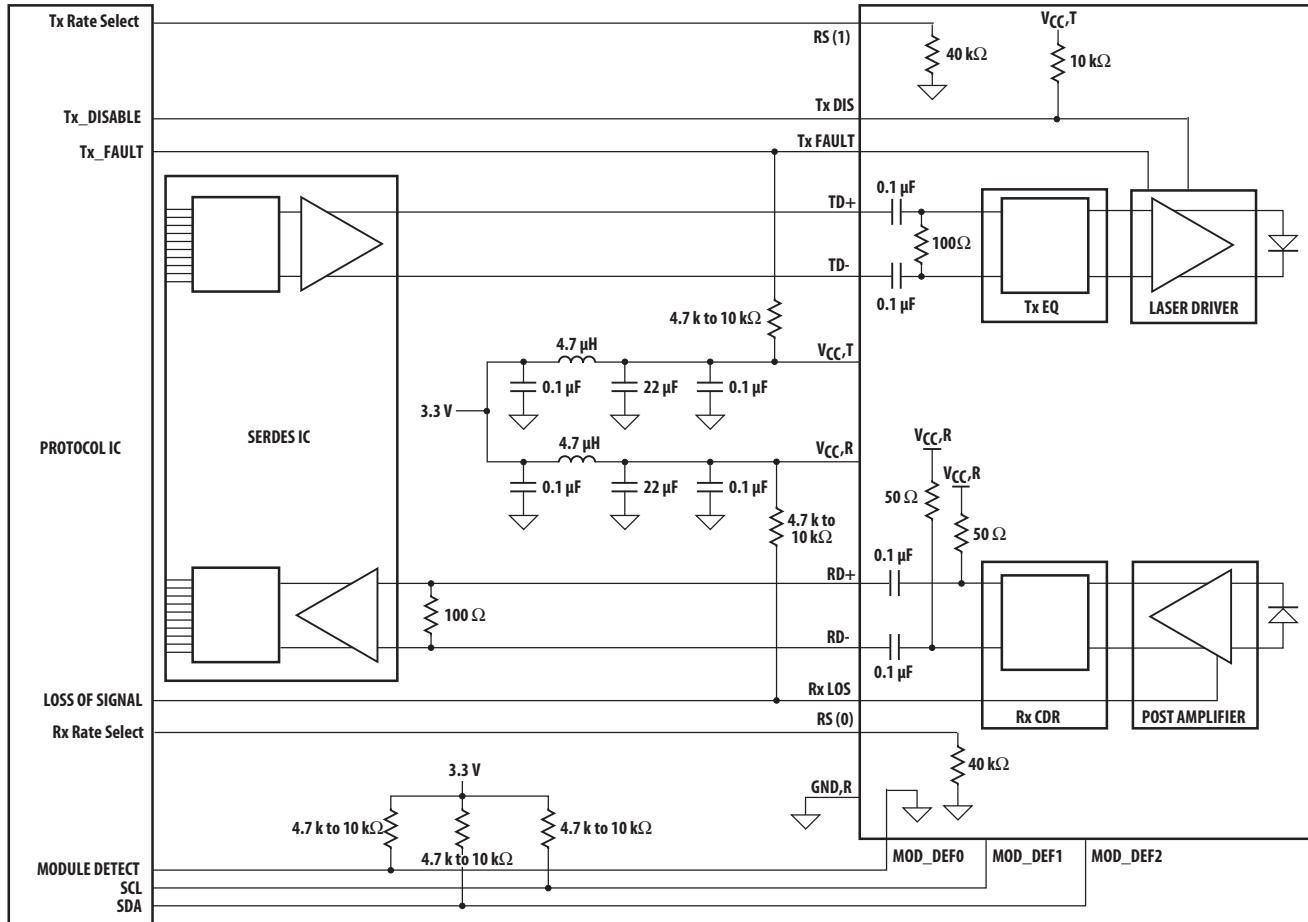 Tx Rate Select
RS (1)
40 kΩ
VCC,T
10 kΩ
Tx_DISABLE
Tx DIS
Tx_FAULT
Tx FAULT
TD+
0.1 µF
100Ω
TD-
0.1 µF
Tx EQ
LASER DRIVER
4.7 k to 10 kΩ
4.7 µH
VCC,T
0.1 µF
22 µF
0.1 µF
3.3 V
PROTOCOL IC
SERDES IC
4.7 µH
VCC,R
0.1 µF
22 µF
0.1 µF
4.7 k to
10 kΩ
VCC,R
VCC,R
50 Ω
50 Ω
0.1 µF
RD+
100 Ω
RD-
0.1 µF
Rx CDR
POST AMPLIFIER
LOSS OF SIGNAL
Rx LOS
Rx Rate Select
RS (0)
40 kΩ
GND,R
3.3 V
4.7 k to 10 kΩ
4.7 k to 10 kΩ
4.7 k to 10 kΩ
MODULE DETECT
MOD_DEF0
MOD_DEF1
MOD_DEF2
SCL
SDA